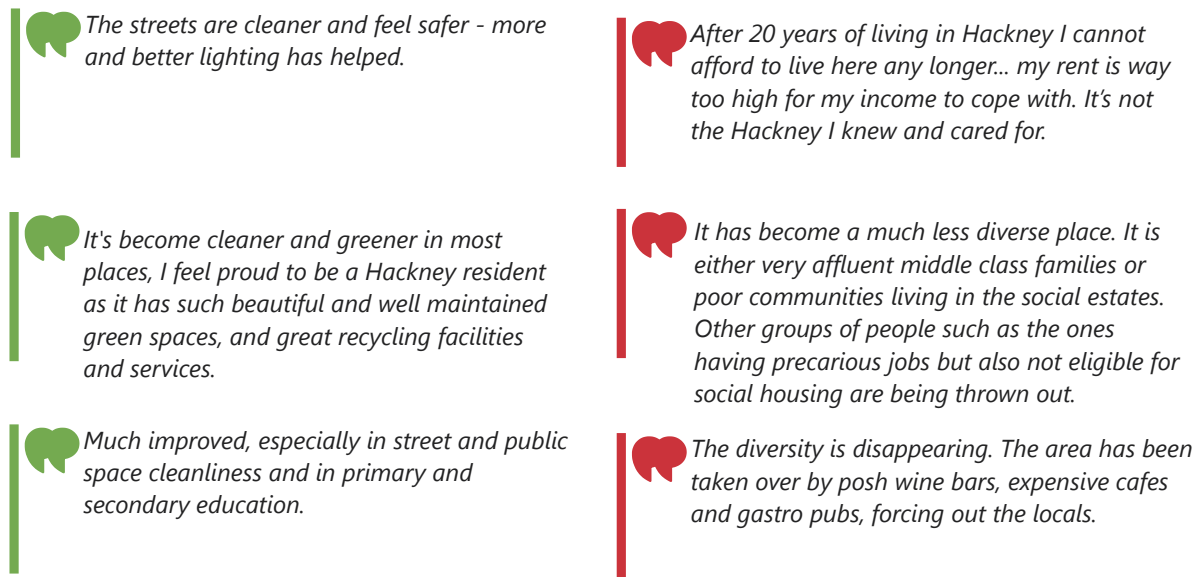 The streets are cleaner and feel safer - more
and better lighting has helped.
It's become cleaner and greener in most
places, I feel proud to be a Hackney resident
as it has such beautiful and well maintained
green spaces, and great recycling facilities
and services.
Much improved, especially in street and public
space cleanliness and in primary and
secondary education.
After 20 years of living in Hackney I cannot
afford to live here any longer... my rent is way
too high for my income to cope with. It's not
the Hackney I knew and cared for.
It has become a much less diverse place. It is
either very affluent middle class families or
poor communities living in the social estates.
Other groups of people such as the ones
having precarious jobs but also not eligible for
social housing are being thrown out.
The diversity is disappearing. The area has been
taken over by posh wine bars, expensive cafes
and gastro pubs, forcing out the locals.